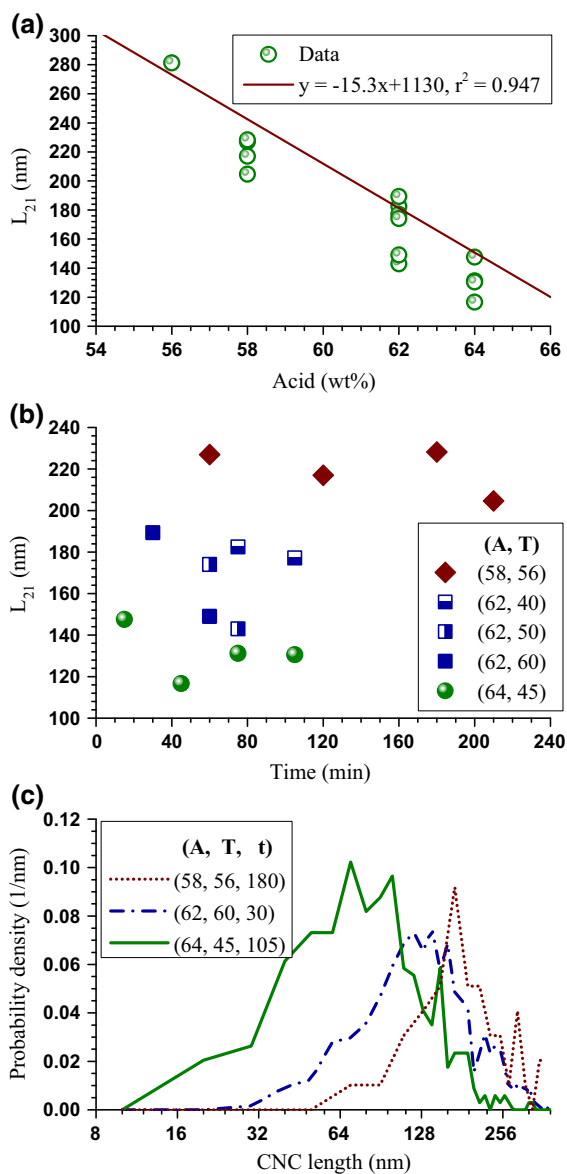 (a)
300
280
260
240
220
200
180
160
140
120
100
L21 (nm)
Data
y = -15.3x+1130, r2 = 0.947
54 56 58 60 62 64 66
Acid (wt%)
(b)
240
220
200
180
160
140
120
100
L21 (nm)
(A, T)
(58, 56)
(62, 40)
(62, 50)
(62, 60)
(64, 45)
0 40 80 120 160 200 240
Time (min)
(c)
0.12
0.10
0.08
0.06
0.04
0.02
0.00
Probability density (1/nm)
(A, T, t)
(58, 56, 180)
(62, 60, 30)
(64, 45, 105)
8 16 32 64 128 256
CNC length (nm)